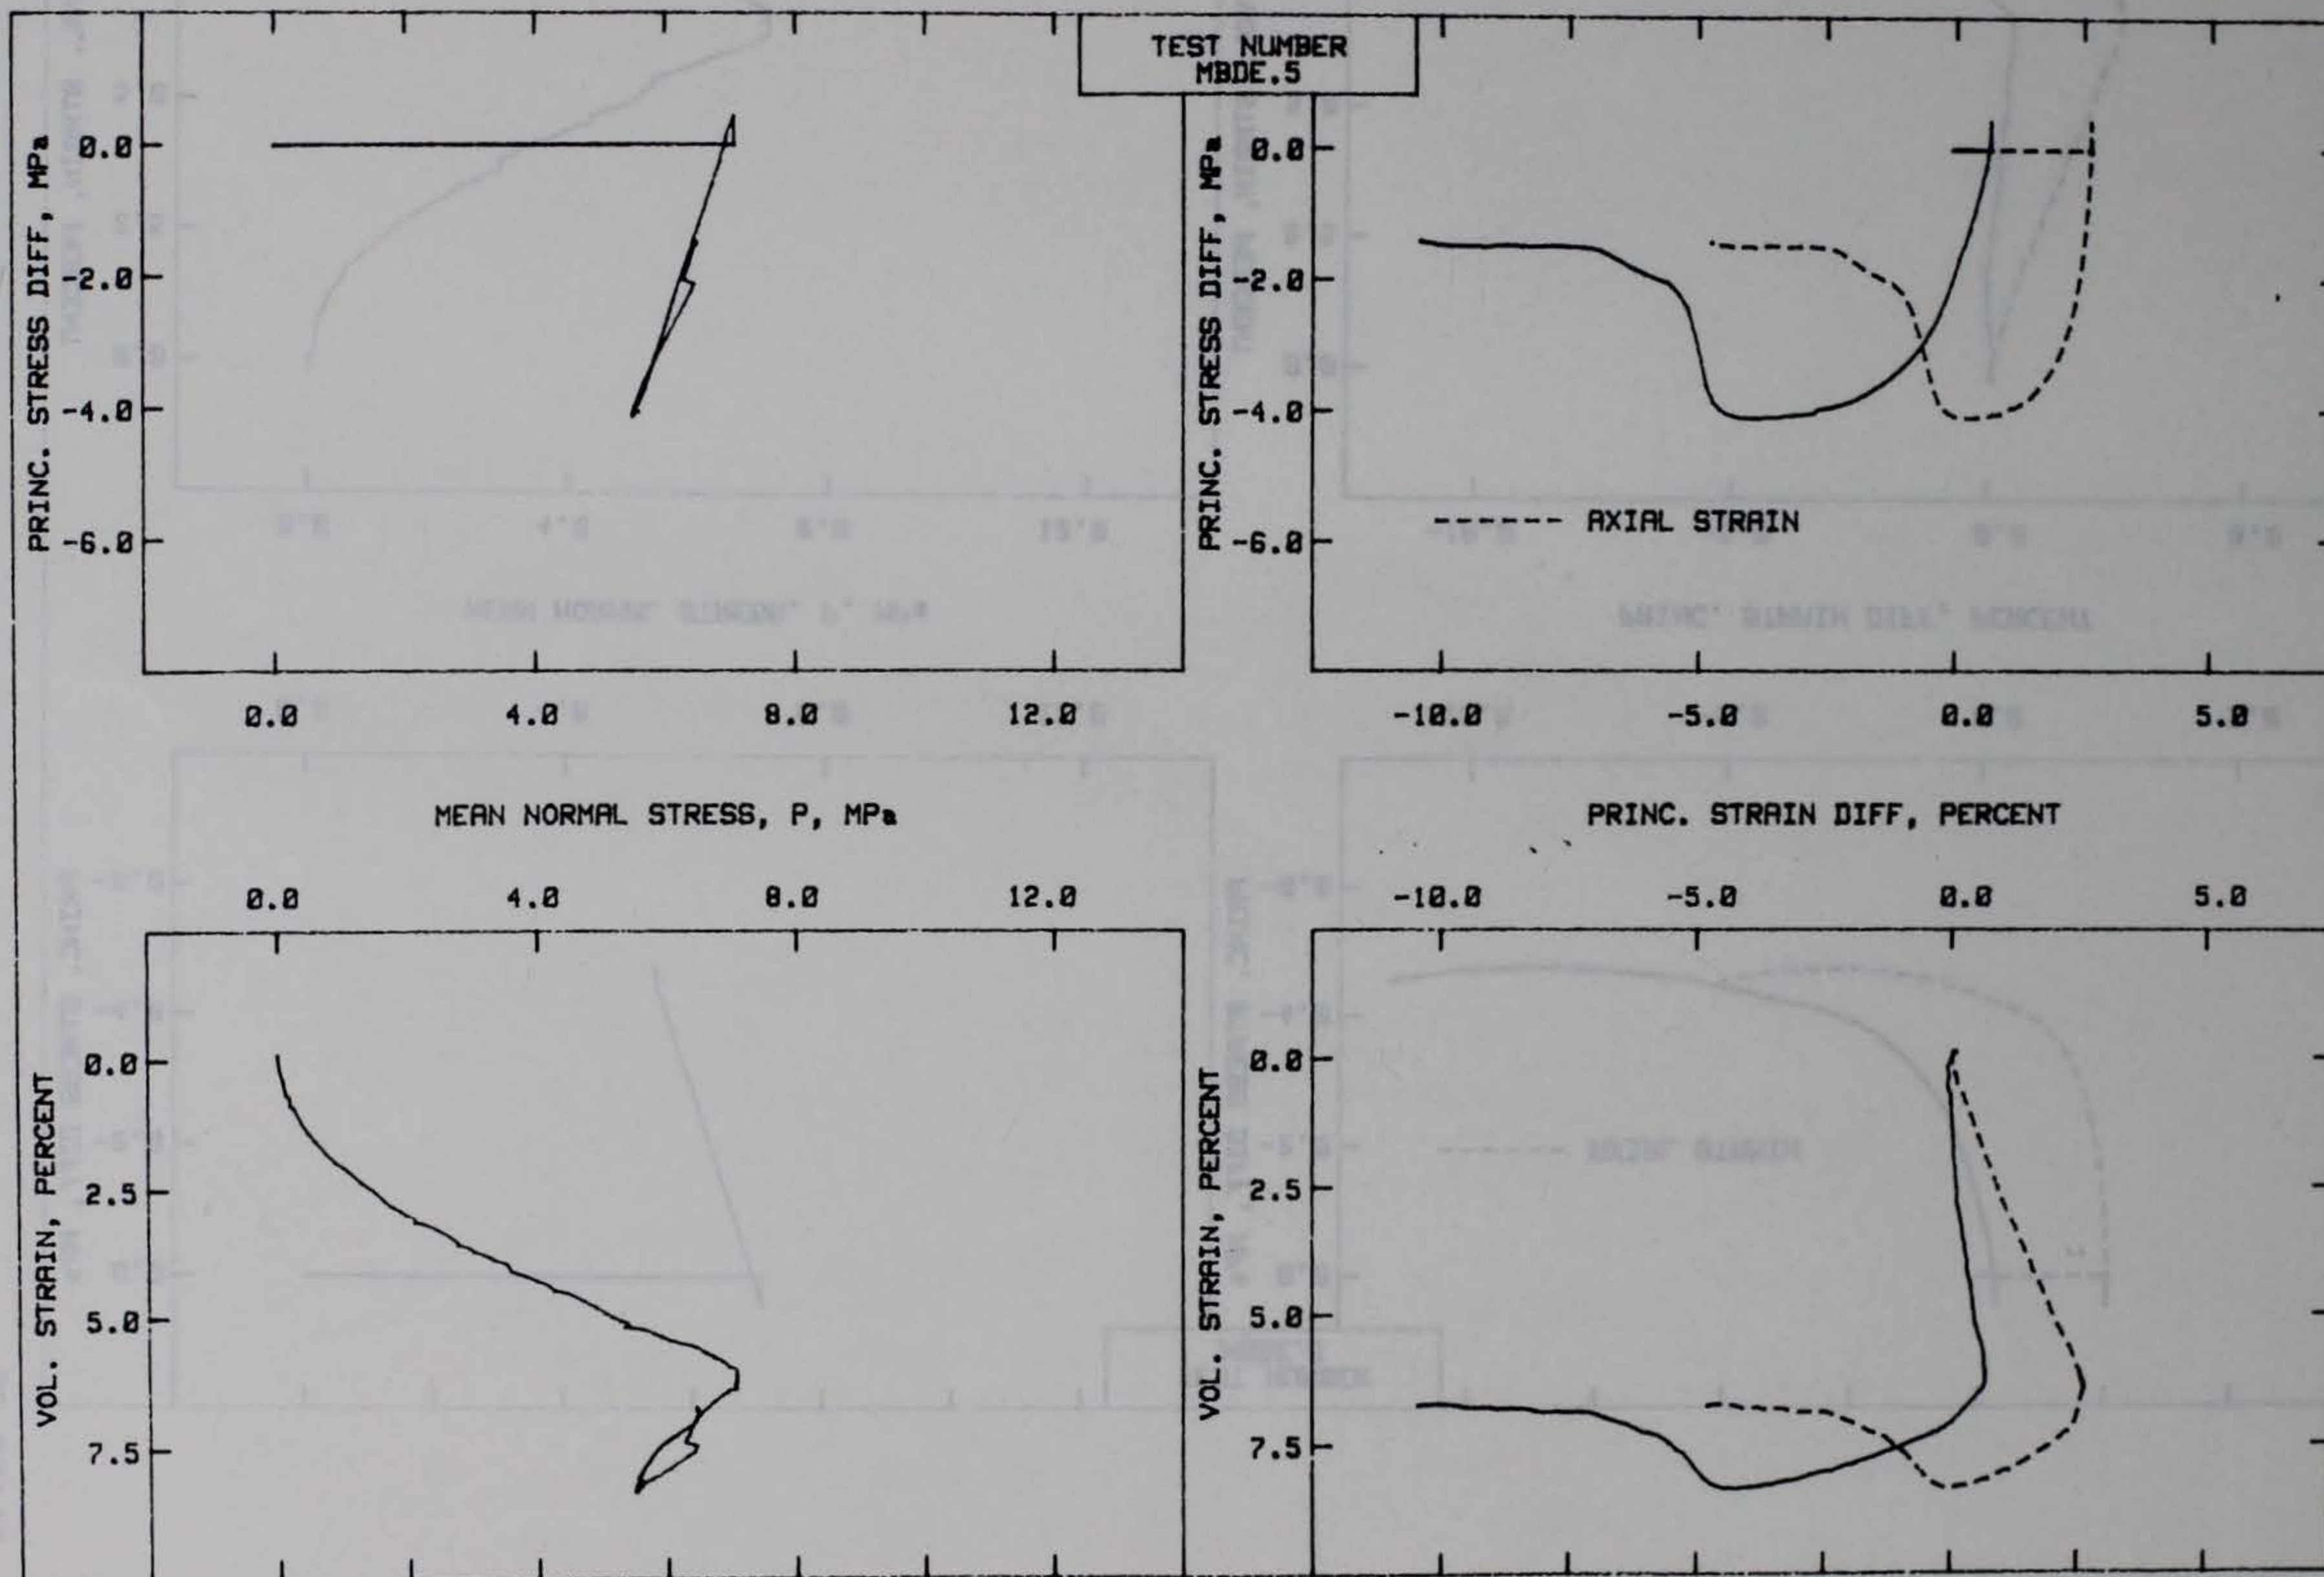 TEST NUMBER
MBDE.5
PRINC. STRESS DIFF, MPa
0.0
-2.0
-4.0
-6.0
0.0 4.0 8.0 12.0
MEAN NORMAL STRESS, P, MPa
PRINC. STRESS DIFF, MPa
0.0
-2.0
-4.0
-6.0
------ AXIAL STRAIN
-10.0 -5.0 0.0 5.0
PRINC. STRAIN DIFF, PERCENT
0.0 4.0 8.0 12.0
VOL. STRAIN, PERCENT
0.0
2.5
5.0
7.5
-10.0 -5.0 0.0 5.0
VOL. STRAIN, PERCENT
0.0
2.5
5.0
7.5